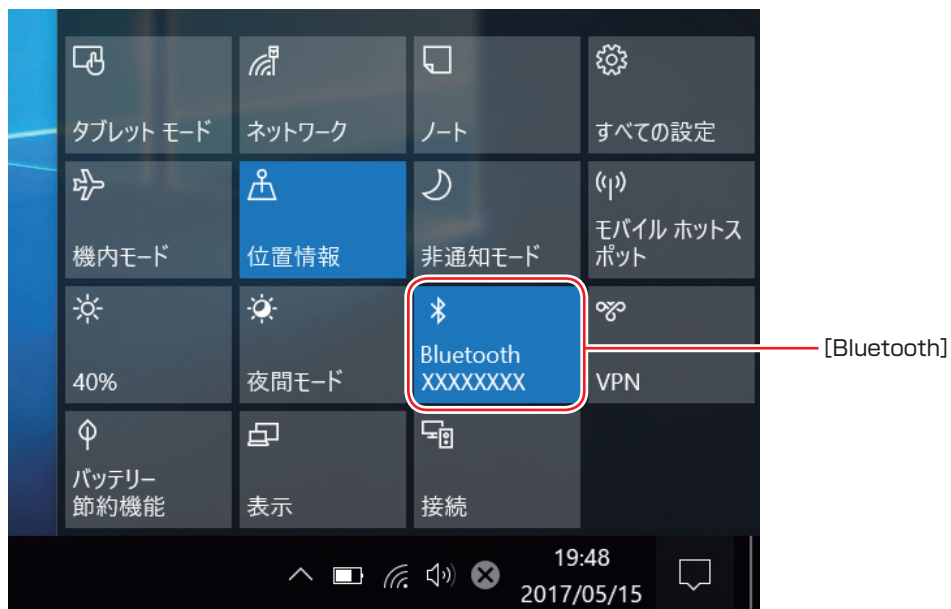 タブレット モード
ネットワーク
ノート
すべての設定
機内モード
位置情報
非通知モード
モバイル ホットス
ポット
40%
夜間モード
Bluetooth
XXXXXXXX
VPN
[Bluetooth]
バッテリー
節約機能
表示
接続
19:48
2017/05/15